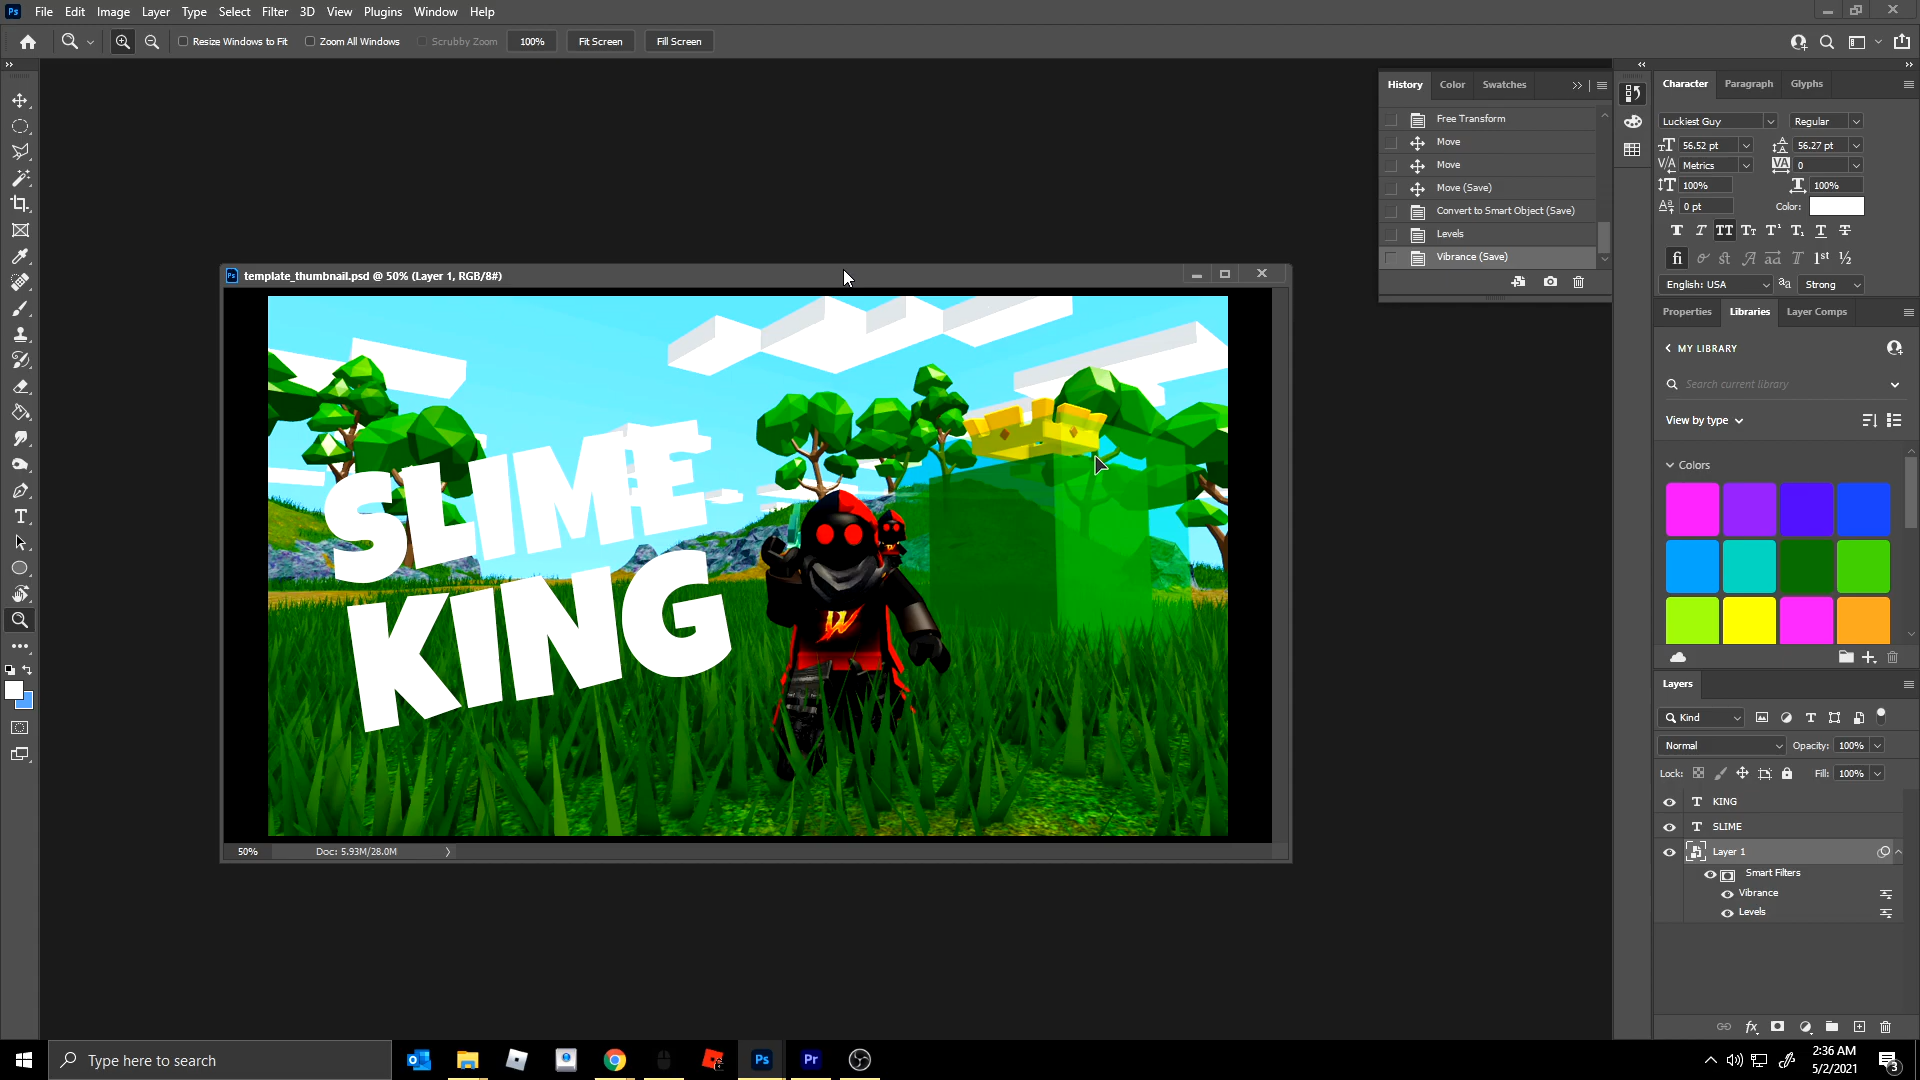 Ps File Edit Image Layer Type Select Filter 3D View Plugins Window Help
Resize Windows to Fit Zoom All Windows Scrubby Zoom 100% Fit Screen Fill Screen
History Color Swatches
Free Transform
Move
Move
Move (Save)
Convert to Smart Object (Save)
Levels
Vibrance (Save)
Character Paragraph Glyphs
Luckiest Guy Regular
56.52 pt 56.27 pt
Metrics 0
100% 100%
0 pt Color:
English: USA Strong
Properties Libraries Layer Comps
MY LIBRARY
Search current library
View by type
Colors
Layers
Kind
Normal Opacity: 100%
Lock: Fill: 100%
KING
SLIME
Layer 1
Smart Filters
Vibrance
Levels
template_thumbnail.psd @ 50% (Layer 1, RGB/8#)
SLIME
KING
W
50% Doc: 5.93M/28.0M
Type here to search
Ps Pr
2:36 AM
5/2/2021
3